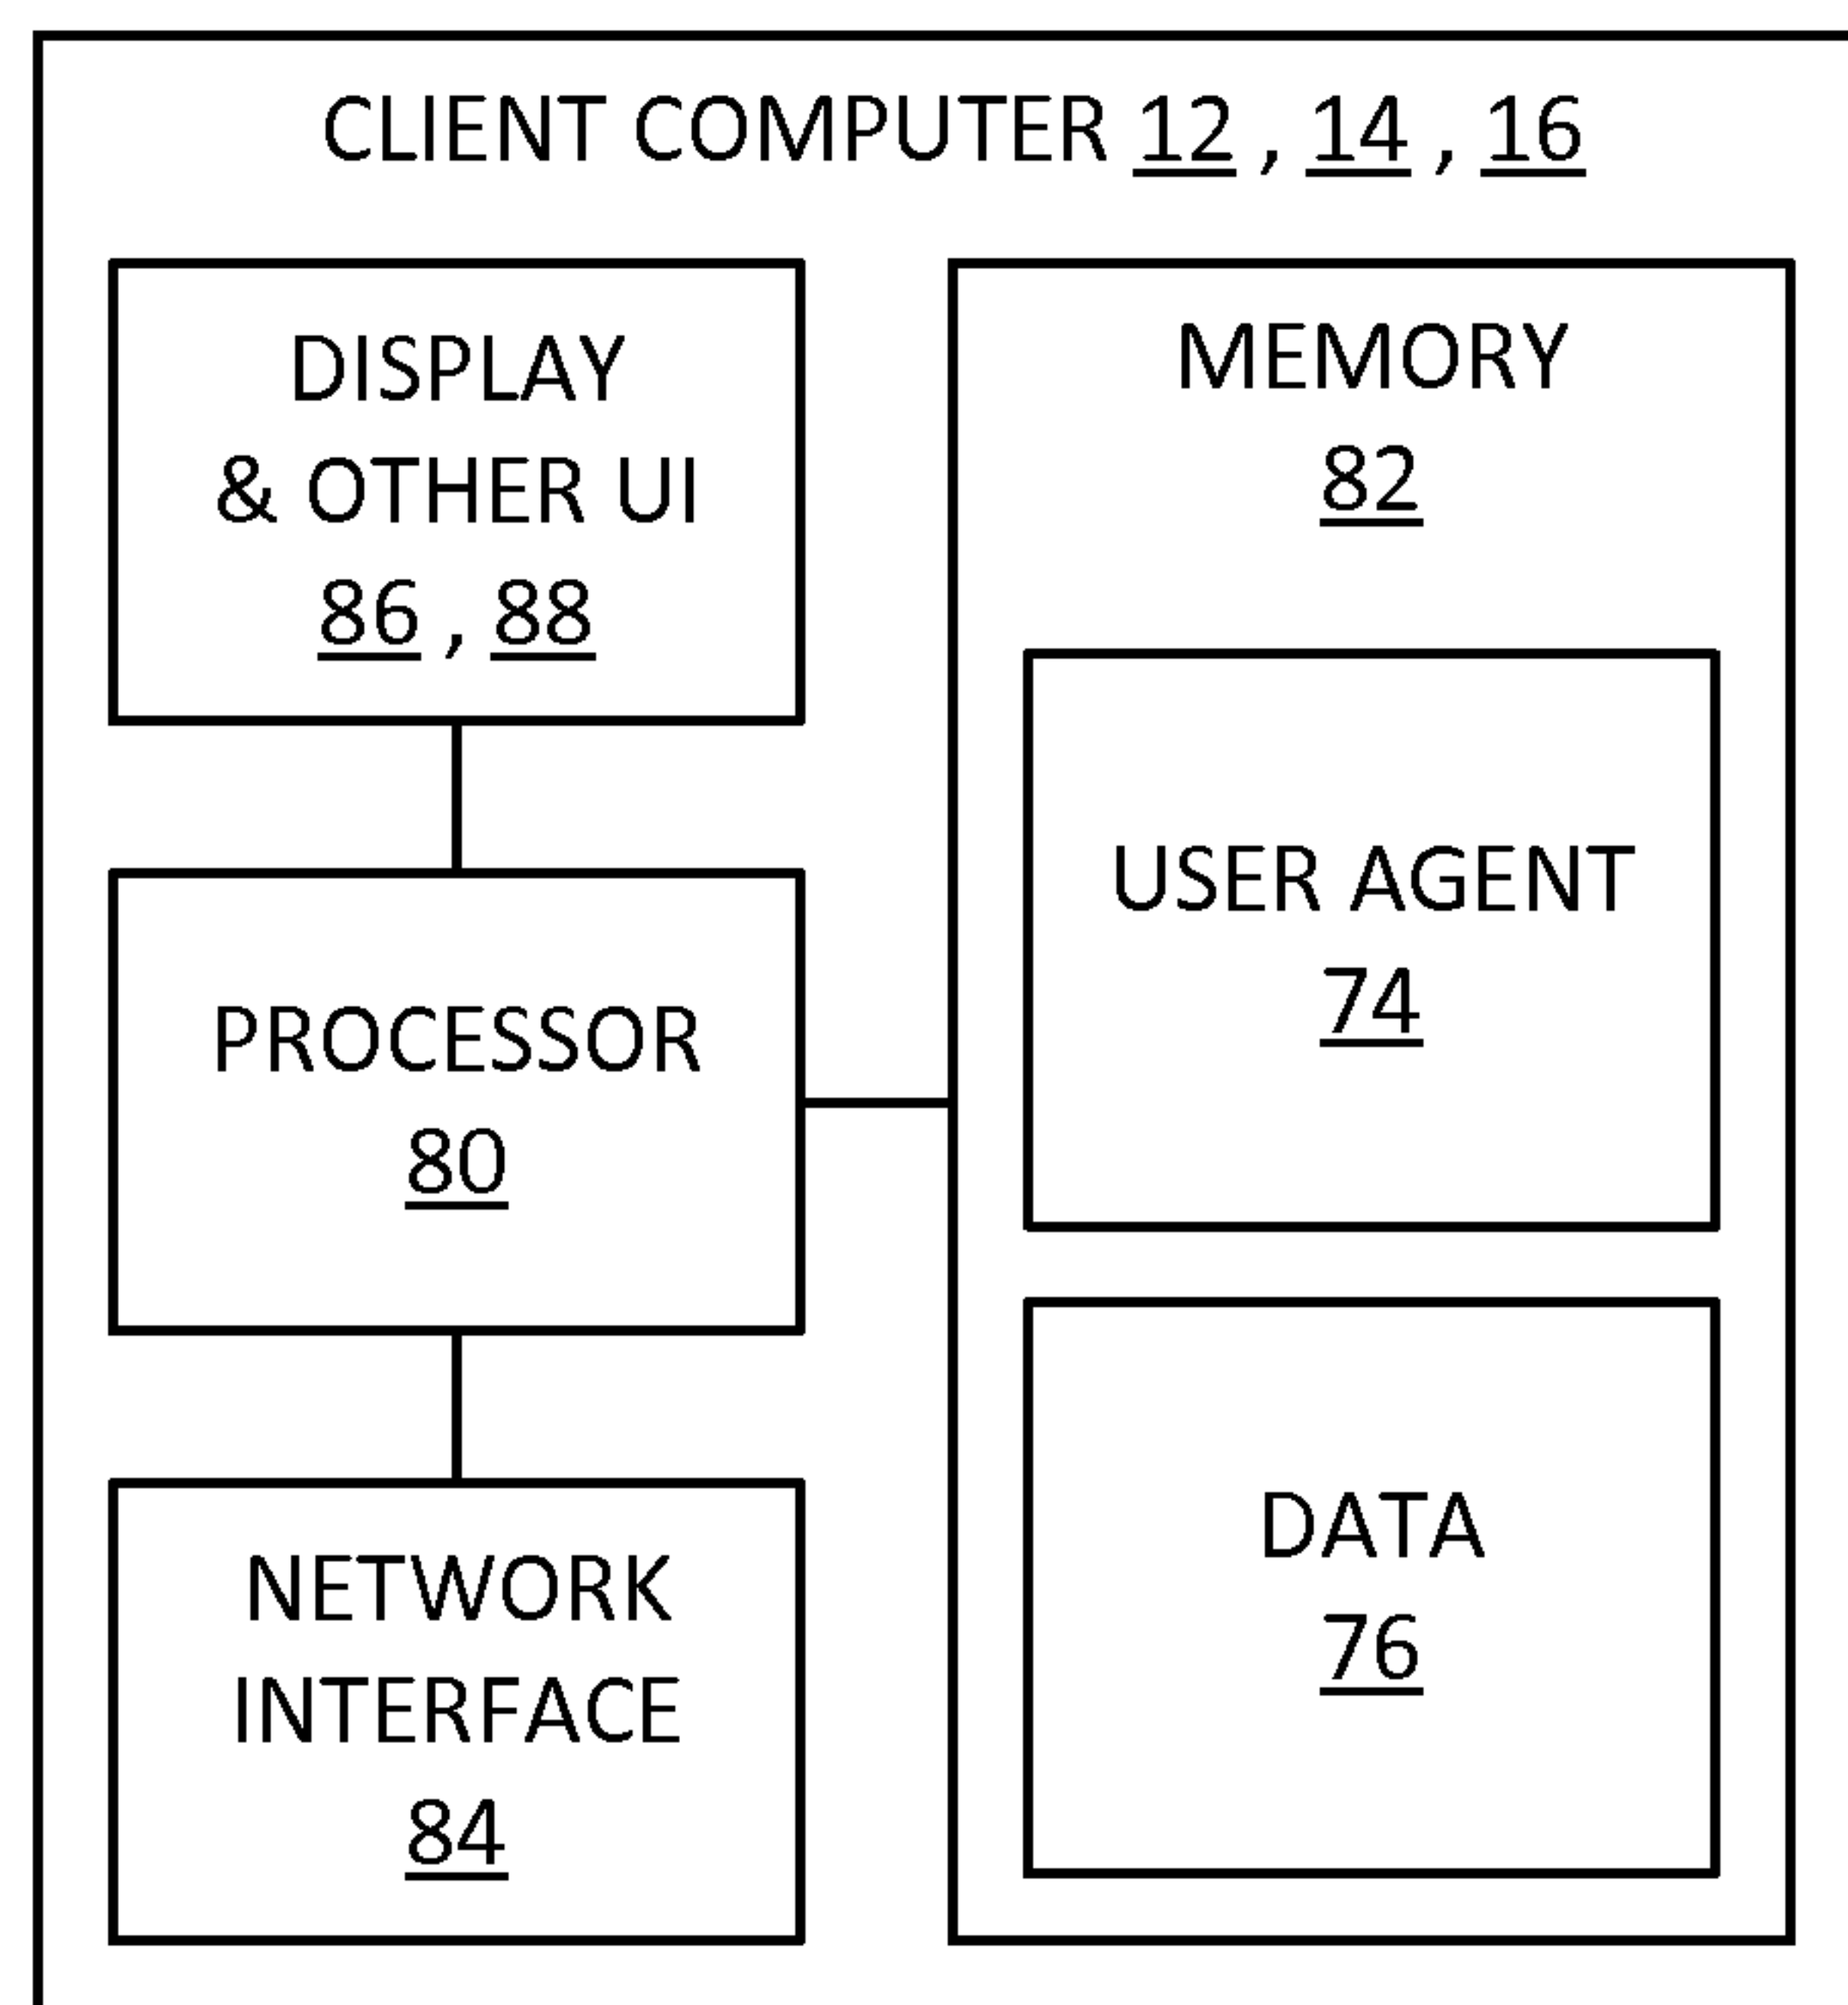 CLIENT COMPUTER 12 , 14 , 16
DISPLAY
& OTHER UI
86 , 88
PROCESSOR
80
NETWORK
INTERFACE
84
MEMORY
82
USER AGENT
74
DATA
76